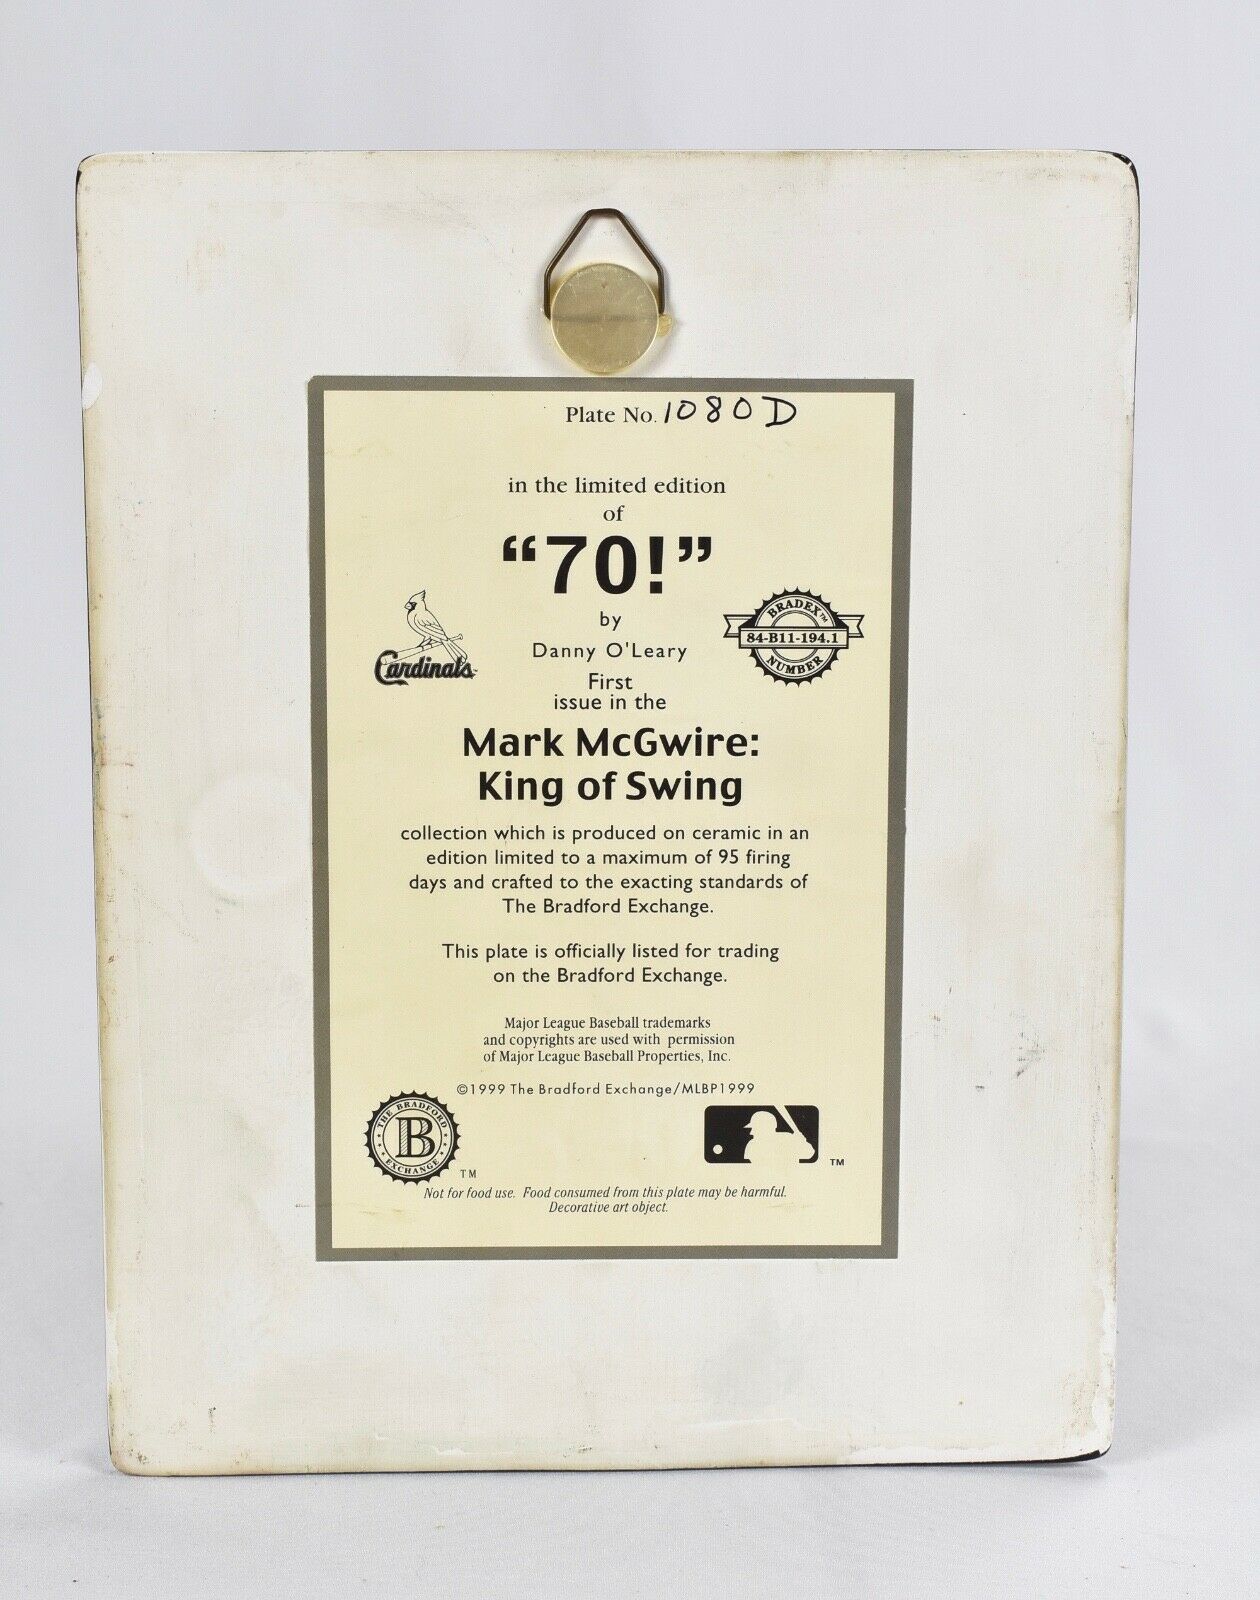 Plate No. 1080D
in the limited edition
of
“70!”
by
Danny O'Leary
First
issue in the
Cardinals™
BRADEX™
84-B11-194.1
NUMBER
Mark McGwire:
King of Swing
collection which is produced on ceramic in an
edition limited to a maximum of 95 firing
days and crafted to the exacting standards of
The Bradford Exchange.
This plate is officially listed for trading
on the Bradford Exchange.
Major League Baseball trademarks
and copyrights are used with permission
of Major League Baseball Properties, Inc.
©1999 The Bradford Exchange/MLBP1999
THE BRADFORD
B
EXCHANGE
TM
TM
Not for food use. Food consumed from this plate may be harmful.
Decorative art object.